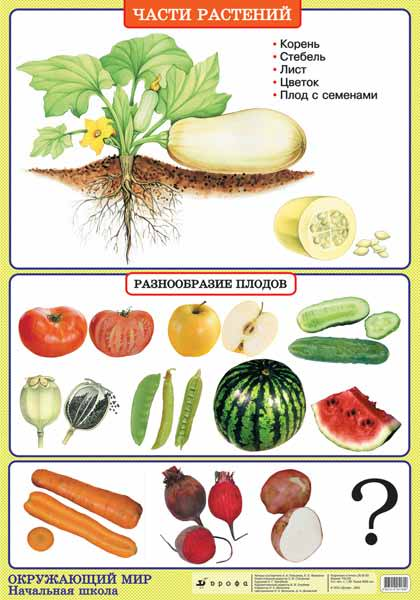 ЧАСТИ РАСТЕНИЙ
• Корень
• Стебель
• Лист
• Цветок
• Плод с семенами
РАЗНООБРАЗИЕ ПЛОДОВ
?
ОКРУЖАЮЩИЙ МИР
Начальная школа
дрофа